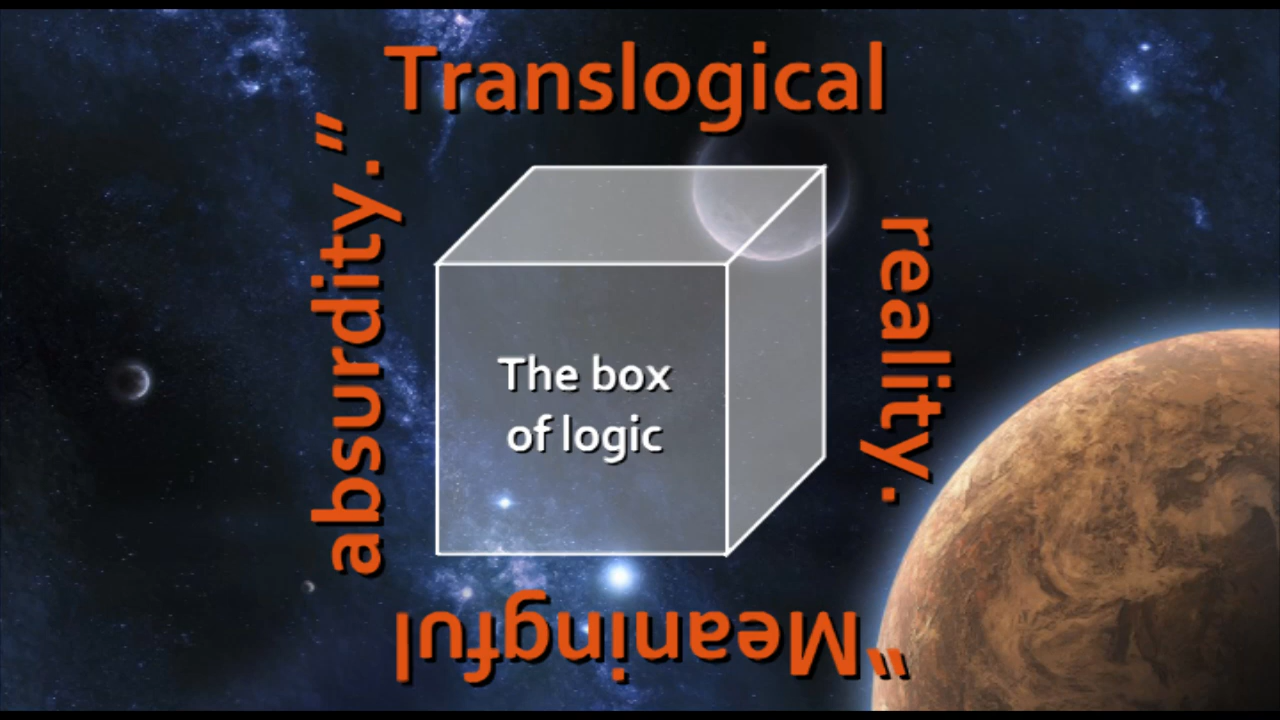 Translogical
reality.
“Meaningful
absurdity.”
The box
of logic